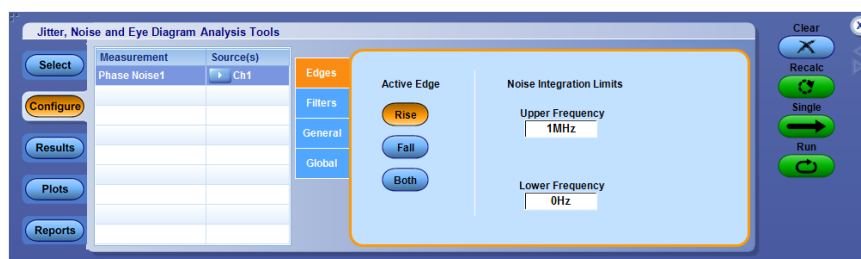 Jitter, Noise and Eye Diagram Analysis Tools
Clear
Select
Measurement Source(s)
Phase Noise1 Ch1
Recalc
Configure
Edges
Filters
General
Global
Active Edge
Rise
Fall
Both
Noise Integration Limits
Upper Frequency
1MHz
Lower Frequency
0Hz
Single
Run
Results
Plots
Reports